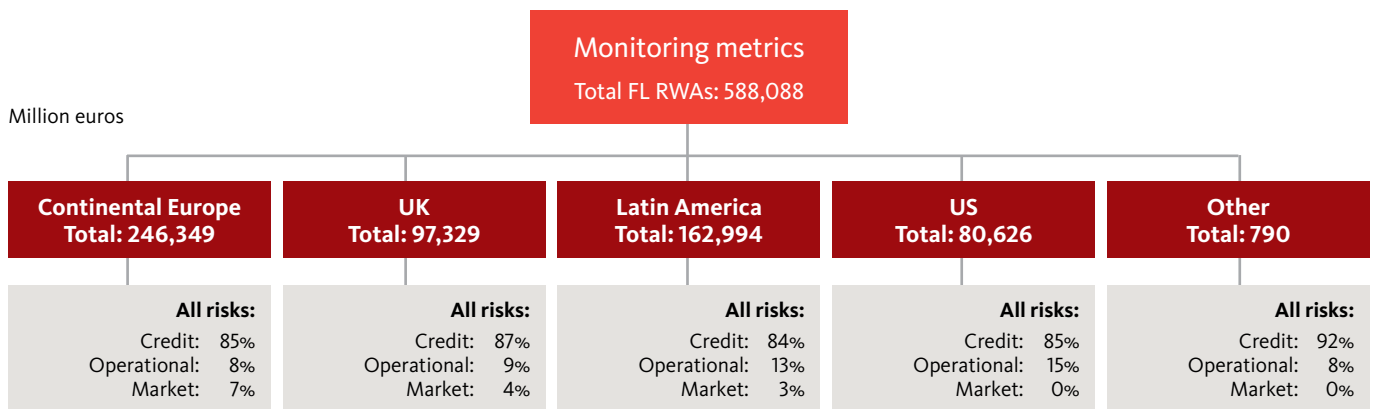 Monitoring metrics
Total FL RWAs: 588,088
Million euros
Continental Europe
Total: 246,349
UK
Total: 97,329
Latin America
Total: 162,994
US
Total: 80,626
Other
Total: 790
All risks:
Credit: 85%
Operational: 8%
Market: 7%
All risks:
Credit: 87%
Operational: 9%
Market: 4%
All risks:
Credit: 84%
Operational: 13%
Market: 3%
All risks:
Credit: 85%
Operational: 15%
Market: 0%
All risks:
Credit: 92%
Operational: 8%
Market: 0%